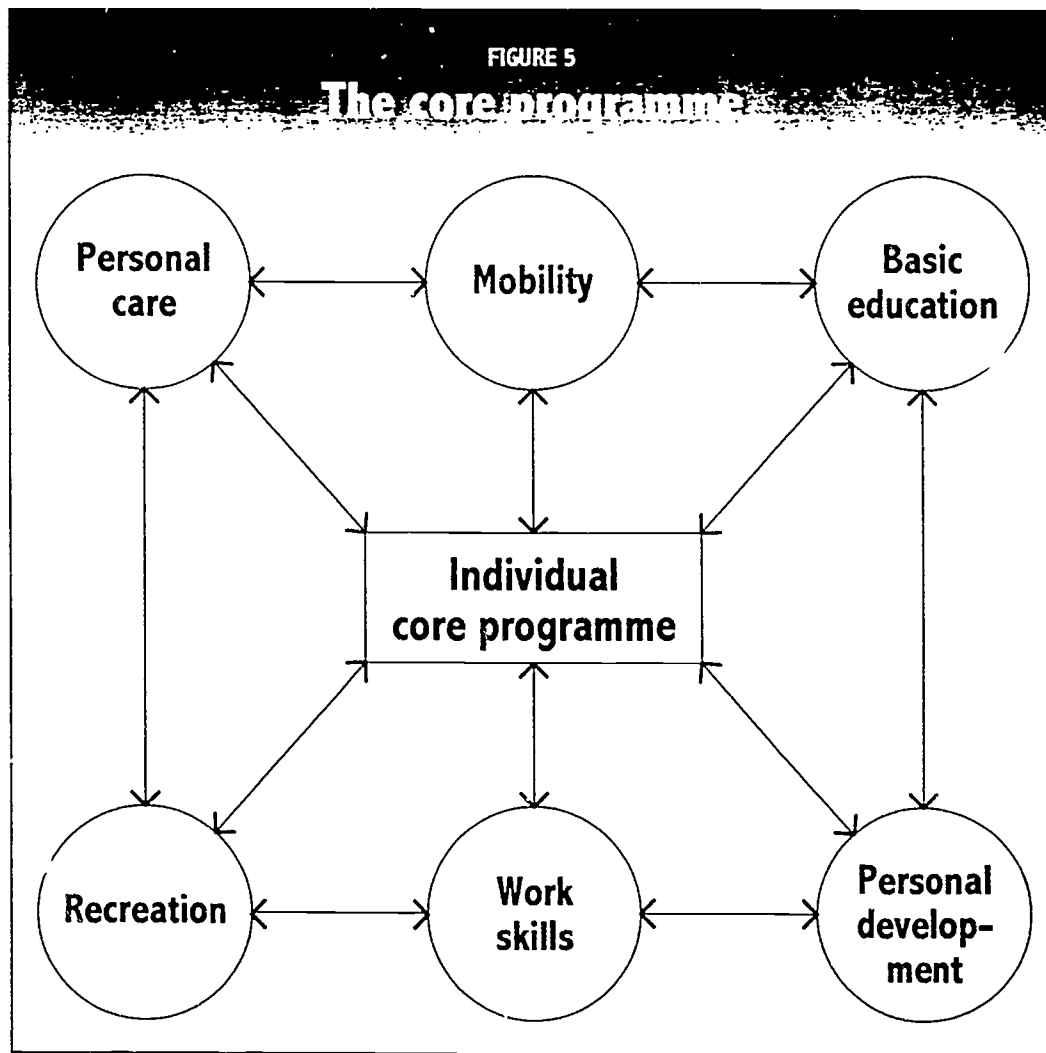 FIGURE 5
The core programme
Personal
care
Mobility
Basic
education
Individual
core programme
Recreation
Work
skills
Personal
develop-
ment